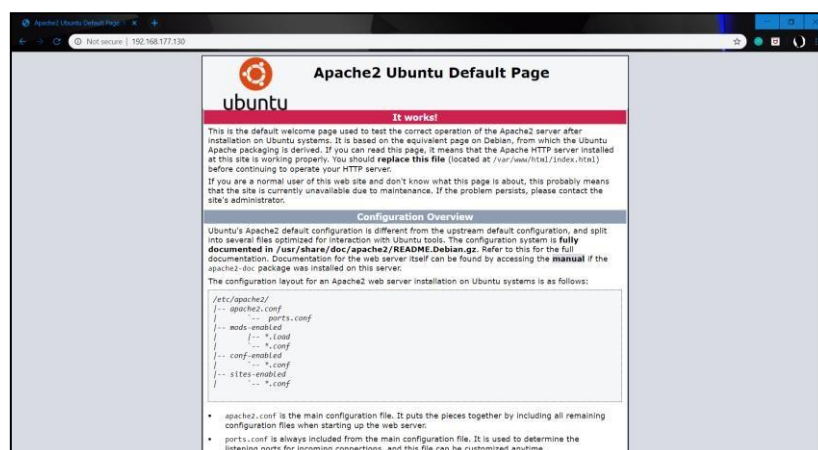 Apache2 Ubuntu Default Page
Not secure | 192.168.177.130
ubuntu
Apache2 Ubuntu Default Page
It works!
This is the default welcome page used to test the correct operation of the Apache2 server after
installation on Ubuntu systems. It is based on the equivalent page on Debian, from which the Ubuntu
Apache packaging is derived. If you can read this page, it means that the Apache HTTP server installed
at this site is working properly. You should replace this file (located at /var/www/html/index.html)
before continuing to operate your HTTP server.
If you are a normal user of this web site and don't know what this page is about, this probably means
that the site is currently unavailable due to maintenance. If the problem persists, please contact the
site's administrator.
Configuration Overview
Ubuntu's Apache2 default configuration is different from the upstream default configuration, and split
into several files optimized for interaction with Ubuntu tools. The configuration system is fully
documented in /usr/share/doc/apache2/README.Debian.gz. Refer to this for the full
documentation. Documentation for the web server itself can be found by accessing the manual if the
apache2-doc package was installed on this server.
The configuration layout for an Apache2 web server installation on Ubuntu systems is as follows:
/etc/apache2/
|-- apache2.conf
|       `-- ports.conf
|-- mods-enabled
|       |-- *.load
|       `-- *.conf
|-- conf-enabled
|       `-- *.conf
|-- sites-enabled
|       `-- *.conf
• apache2.conf is the main configuration file. It puts the pieces together by including all remaining
configuration files when starting up the web server.
• ports.conf is always included from the main configuration file. It is used to determine the
listening ports for incoming connections, and this file can be customized anytime.